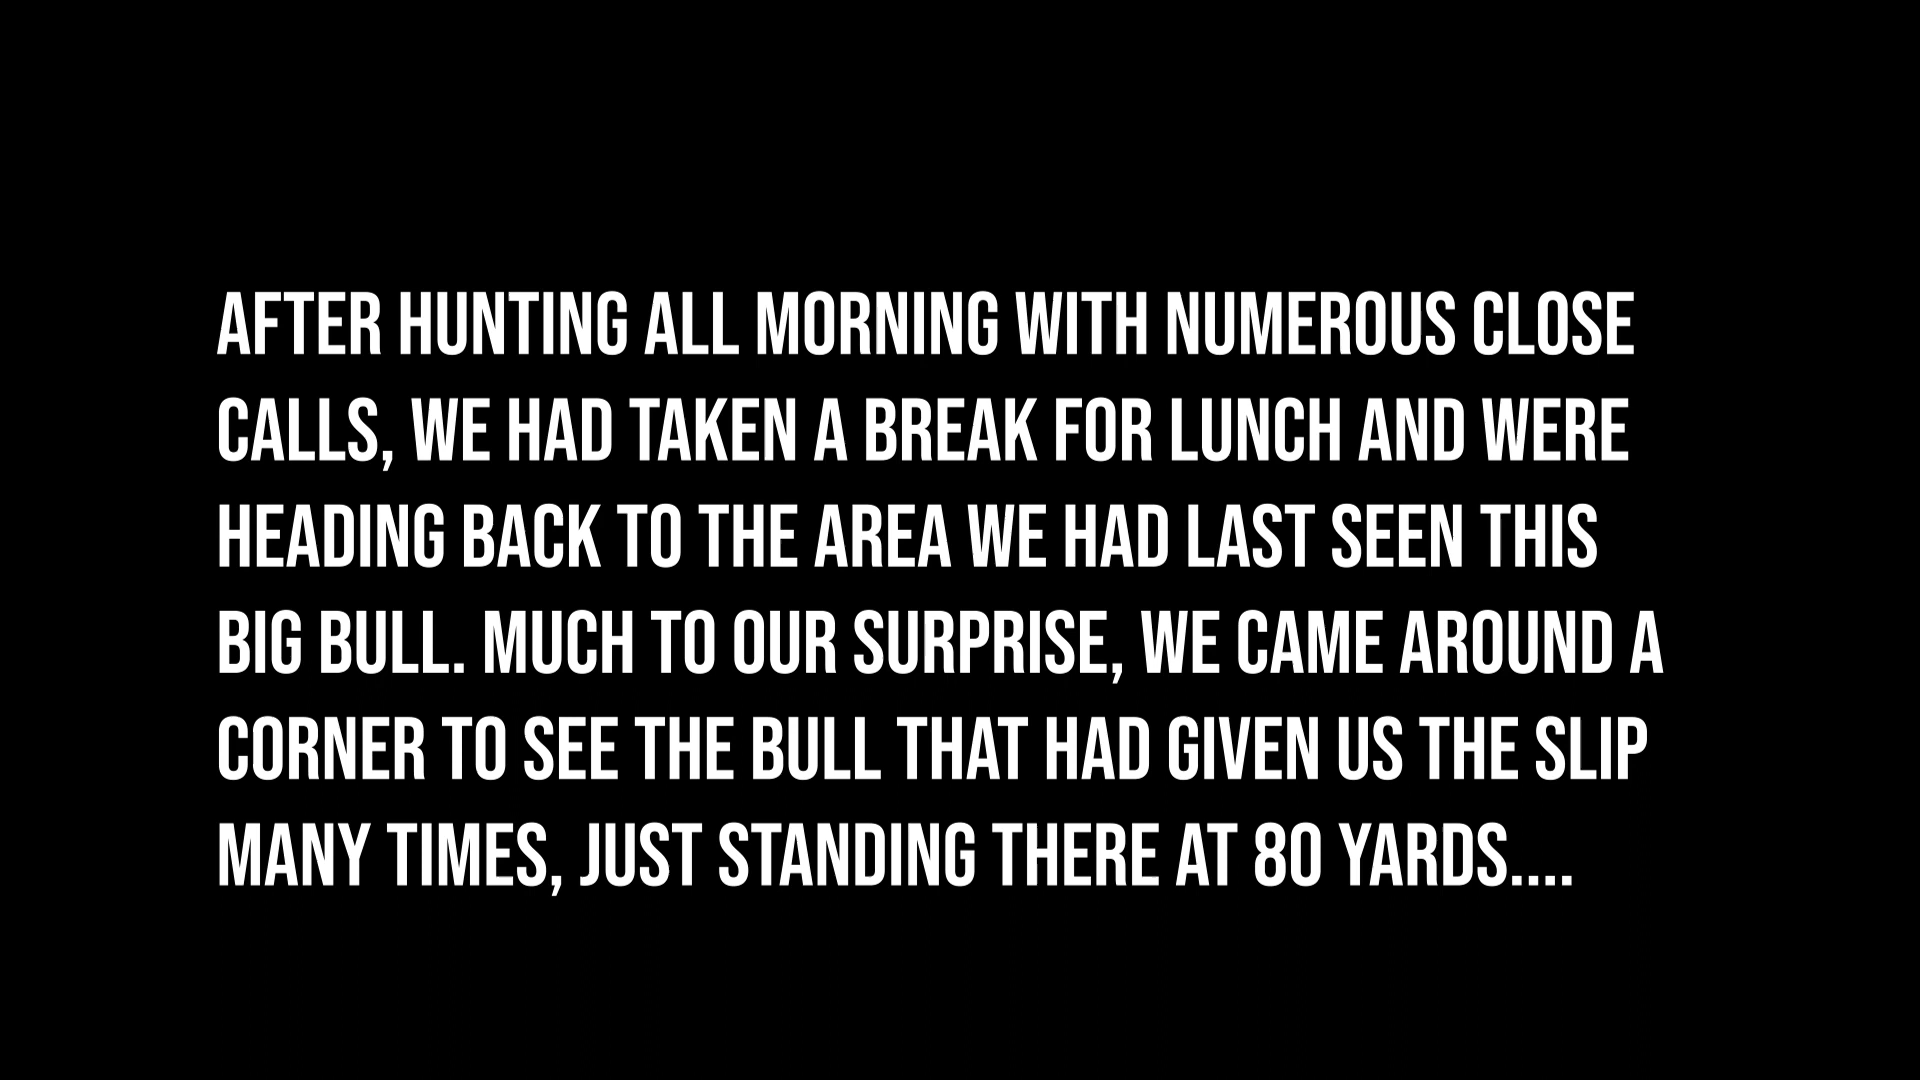 AFTER HUNTING ALL MORNING WITH NUMEROUS CLOSE
CALLS, WE HAD TAKEN A BREAK FOR LUNCH AND WERE
HEADING BACK TO THE AREA WE HAD LAST SEEN THIS
BIG BULL. MUCH TO OUR SURPRISE, WE CAME AROUND A
CORNER TO SEE THE BULL THAT HAD GIVEN US THE SLIP
MANY TIMES, JUST STANDING THERE AT 80 YARDS....